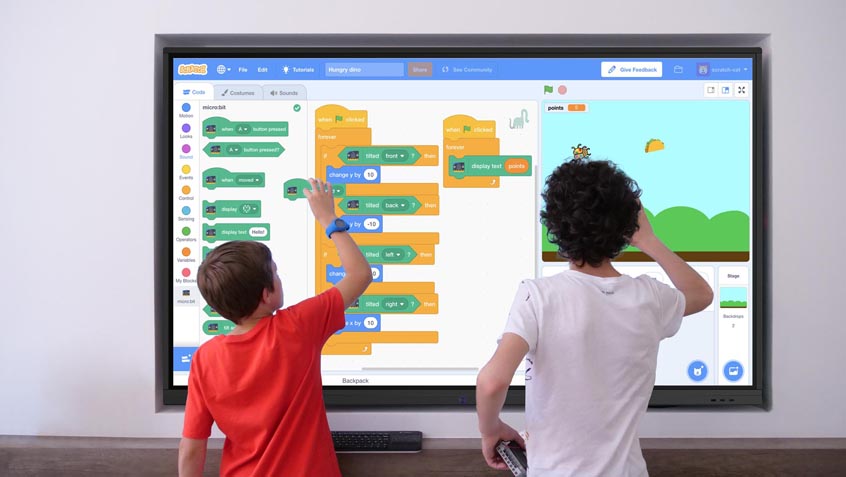 SCRATCH
File Edit Tutorials Hungry dino Share See Community Give Feedback scratch-cat
Code Costumes Sounds
micro:bit
Motion
Looks
Sound
Events
Control
Sensing
Operators
Variables
My Blocks
micro:bit
when A button pressed
A button pressed?
when moved
display
display text Hello!
when clicked
forever
if tilted front ? then
change y by 10
tilted back ? then
y by -10
if tilted left ? then
tilted right ? then
x by 10
when clicked
forever
display text points
points
Stage
Backdrops
Backpack